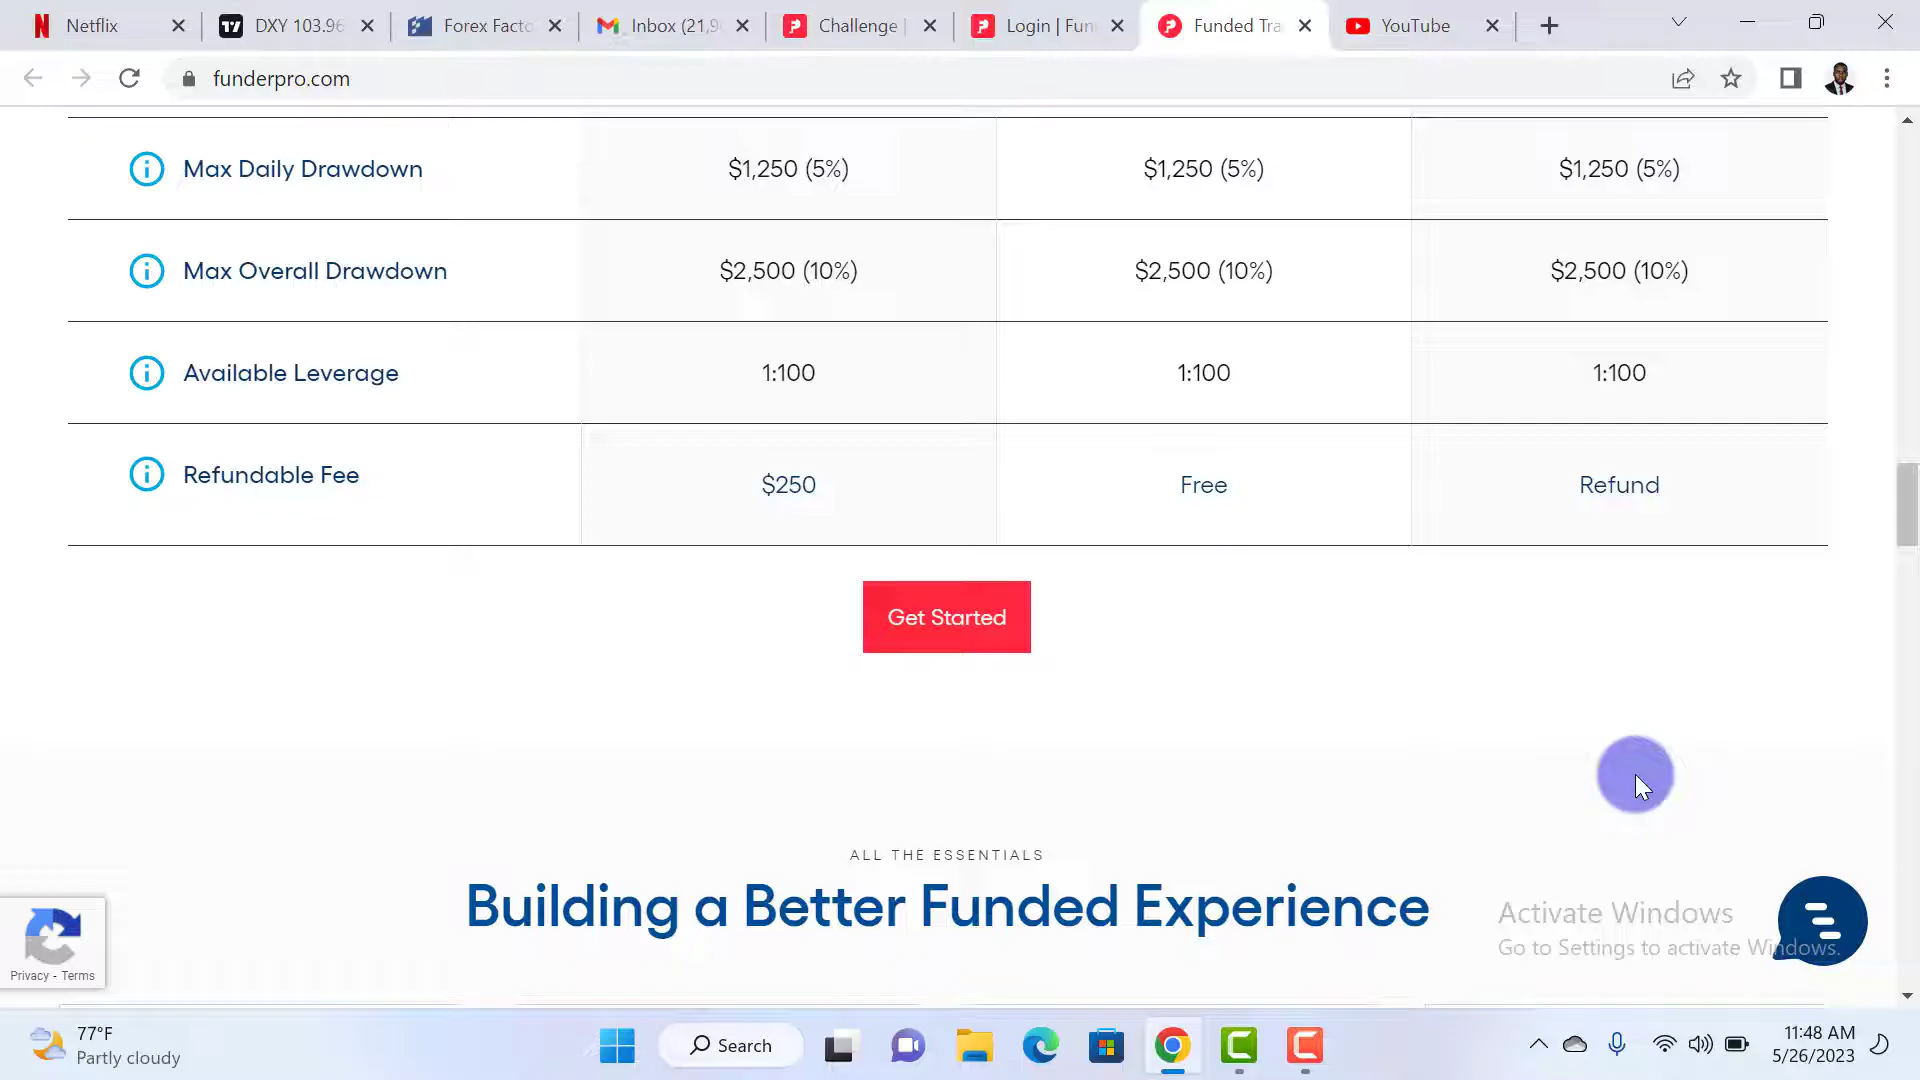 Netflix
DXY 103.96
Forex Facto
Inbox (21,9
Challenge |
Login | Fun
Funded Tra
YouTube
funderpro.com
Max Daily Drawdown $1,250 (5%) $1,250 (5%) $1,250 (5%)
Max Overall Drawdown $2,500 (10%) $2,500 (10%) $2,500 (10%)
Available Leverage 1:100 1:100 1:100
Refundable Fee $250 Free Refund
Get Started
ALL THE ESSENTIALS
Building a Better Funded Experience
Activate Windows
Go to Settings to activate Windows.
Privacy - Terms
77°F
Partly cloudy
Search
11:48 AM
5/26/2023